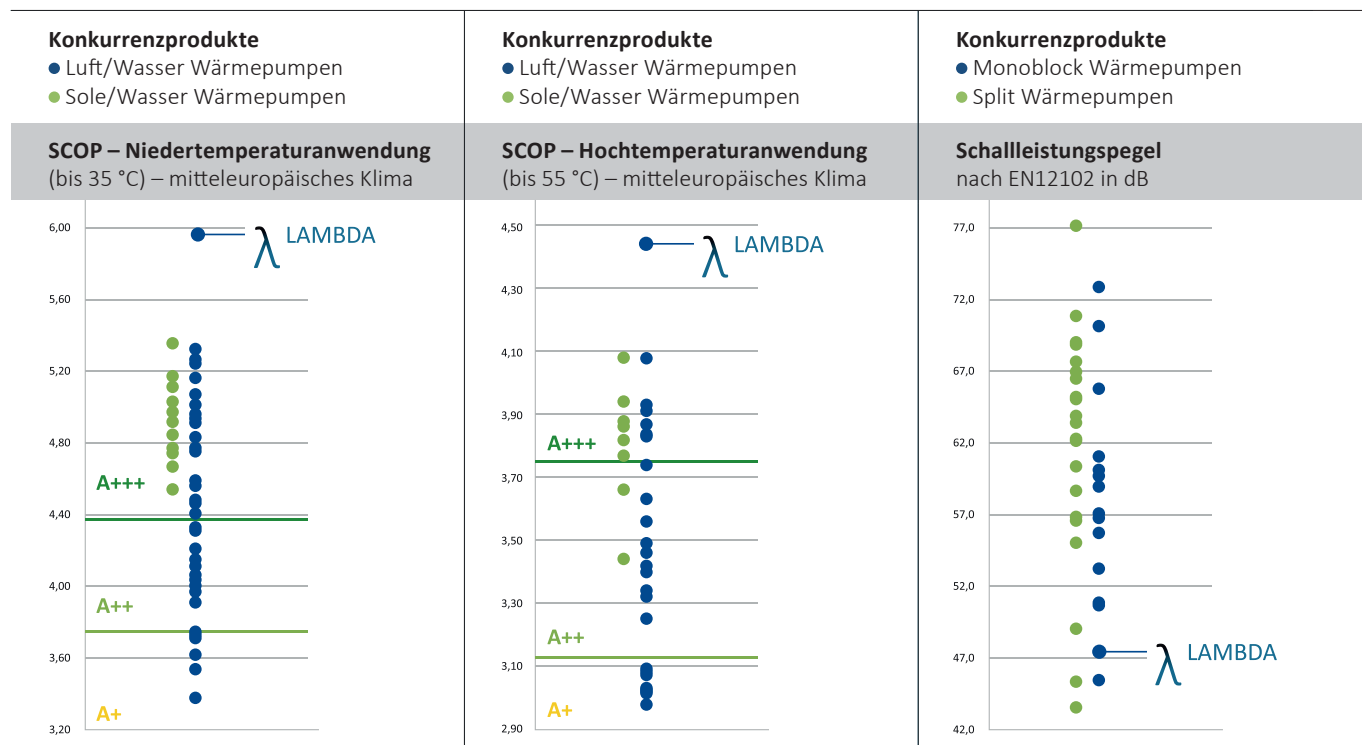 Konkurrenzprodukte
Luft/Wasser Wärmepumpen
Sole/Wasser Wärmepumpen
SCOP – Niedertemperaturanwendung
(bis 35 °C) – mitteleuropäisches Klima
6,00
λ LAMBDA
5,60
5,20
4,80
A+++
4,40
4,00
A++
3,60
A+
3,20
Konkurrenzprodukte
Luft/Wasser Wärmepumpen
Sole/Wasser Wärmepumpen
SCOP – Hochtemperaturanwendung
(bis 55 °C) – mitteleuropäisches Klima
4,50
λ LAMBDA
4,30
4,10
3,90
A+++
3,70
3,50
3,30
A++
3,10
A+
2,90
Konkurrenzprodukte
Monoblock Wärmepumpen
Split Wärmepumpen
Schallleistungspegel
nach EN12102 in dB
77,0
72,0
67,0
62,0
57,0
52,0
47,0
λ LAMBDA
42,0